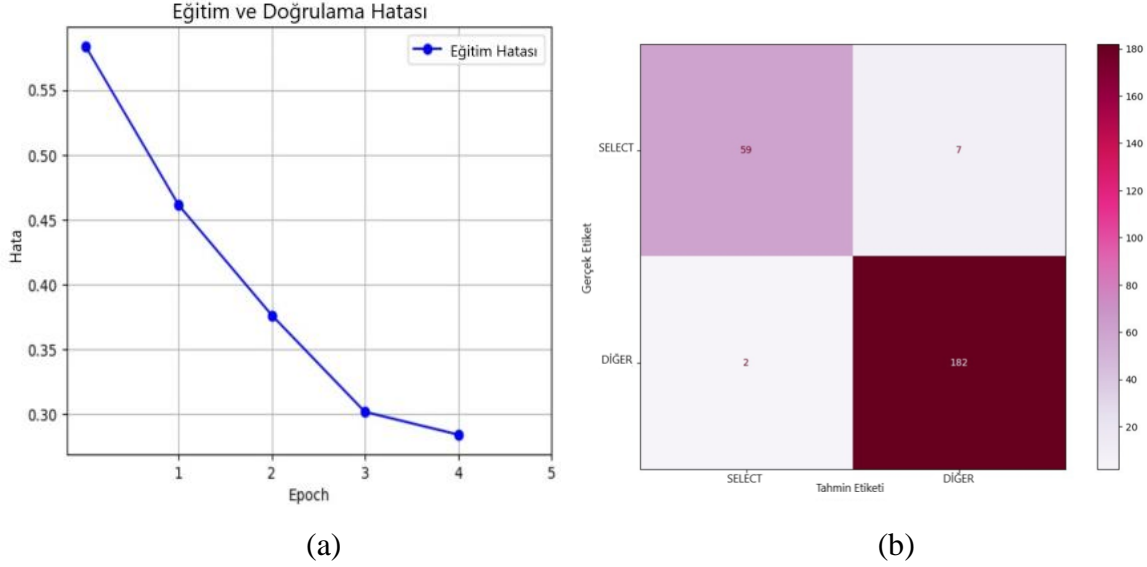 Eğitim ve Doğrulama Hatası
Eğitim Hatası
0.55
0.50
0.45
0.40
0.35
0.30
Hata
1 2 3 4 5
Epoch
(a)
SELECT
DİĞER
Gerçek Etiket
59 7
2 182
SELECT DİĞER
Tahmin Etiketi
180
160
140
120
100
80
60
40
20
(b)